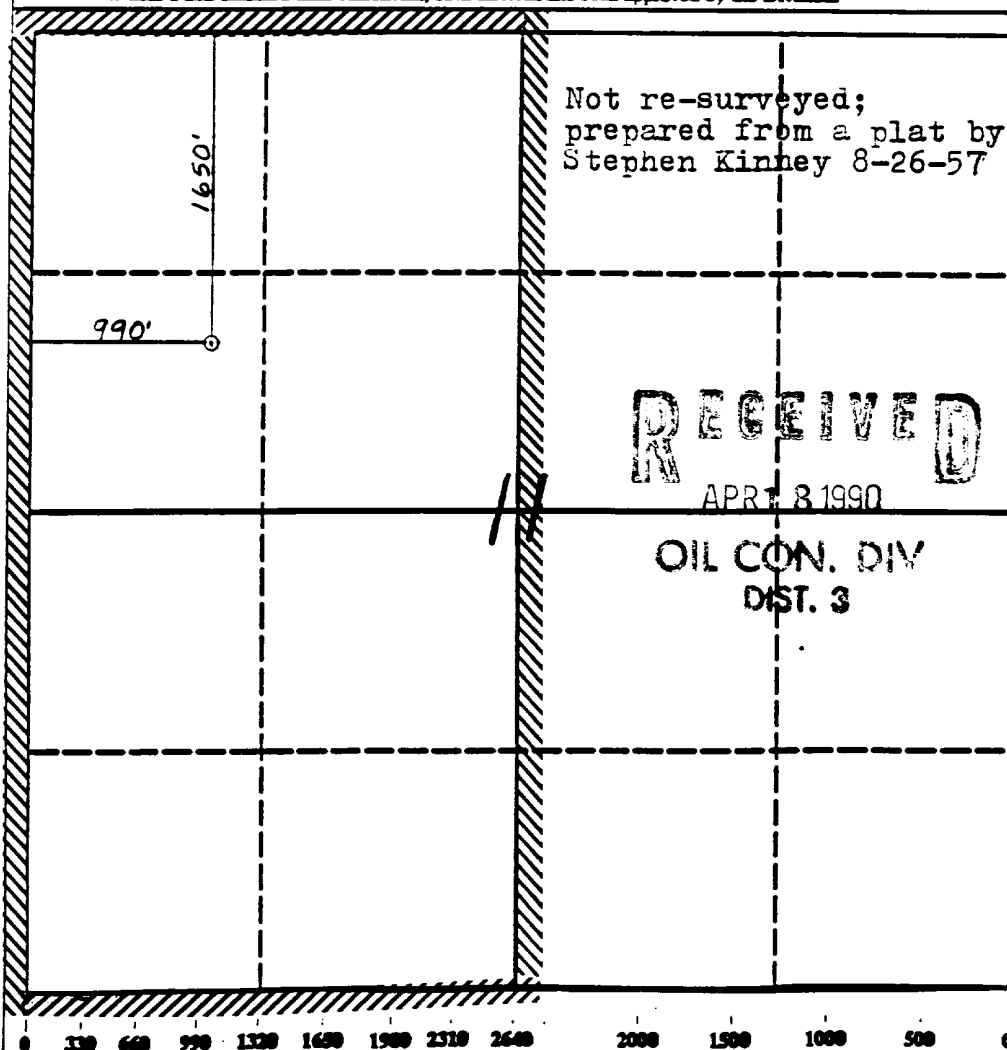 Not re-surveyed;
prepared from a plat by
Stephen Kinney 8-26-57
1650'
990'
RECEIVED
APR 18 1990
OIL CON. DIV
DIST. 3
11
0 330 660 990 1320 1650 1980 2310 2640 2000 1500 1000 500